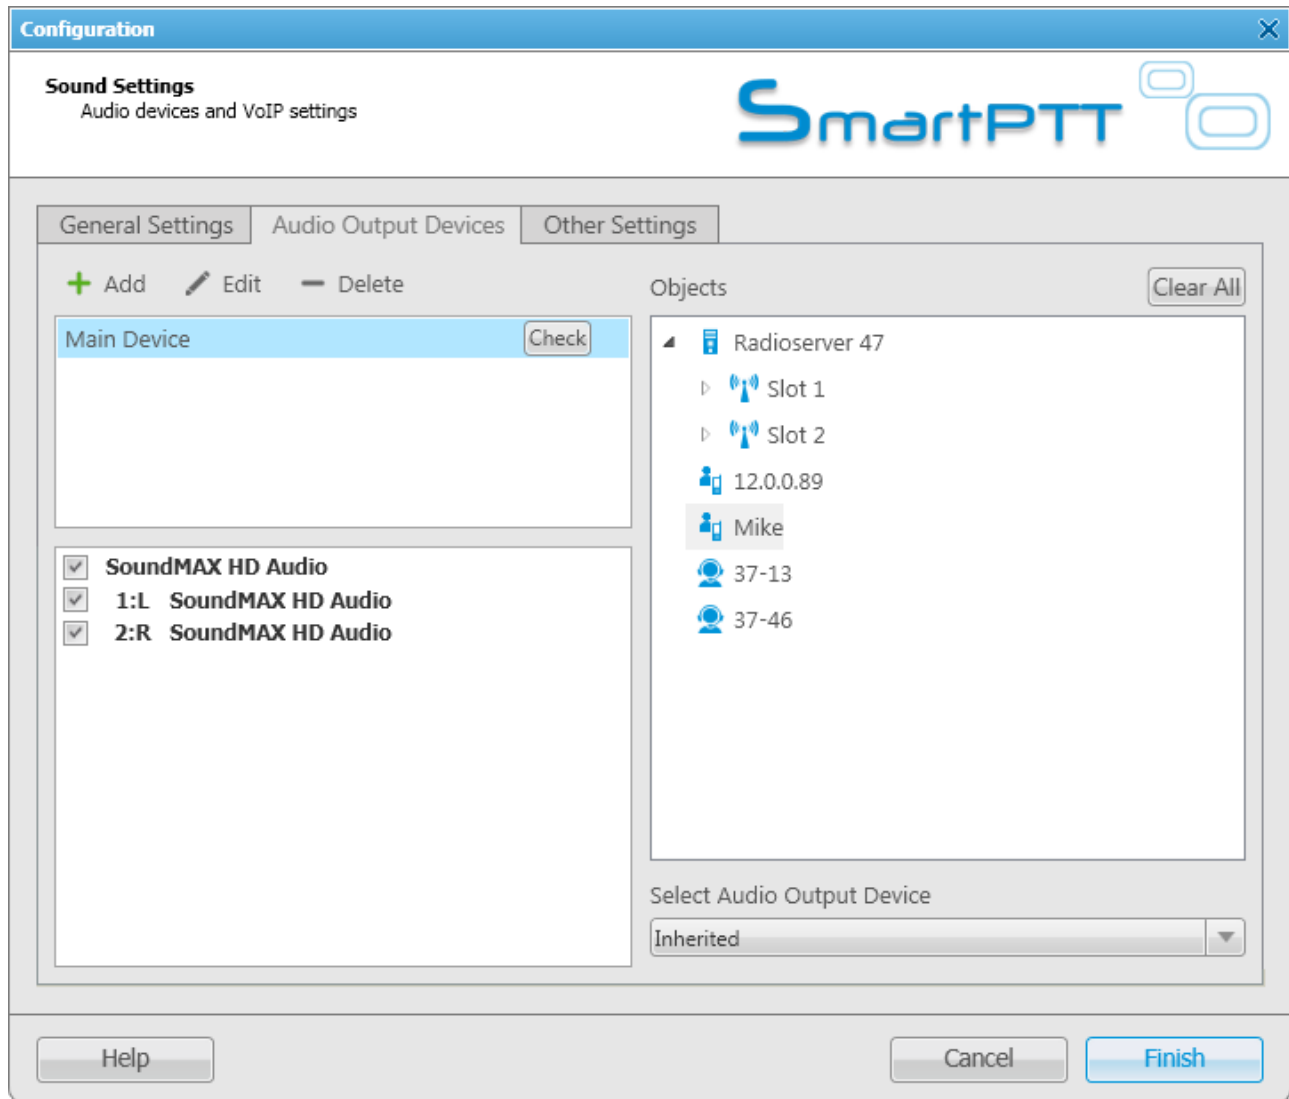 Configuration
Sound Settings
Audio devices and VoIP settings
SmartPTT
General Settings
Audio Output Devices
Other Settings
Add
Edit
Delete
Main Device
Check
SoundMAX HD Audio
1:L SoundMAX HD Audio
2:R SoundMAX HD Audio
Objects
Clear All
Radioserver 47
Slot 1
Slot 2
12.0.0.89
Mike
37-13
37-46
Select Audio Output Device
Inherited
Help
Cancel
Finish